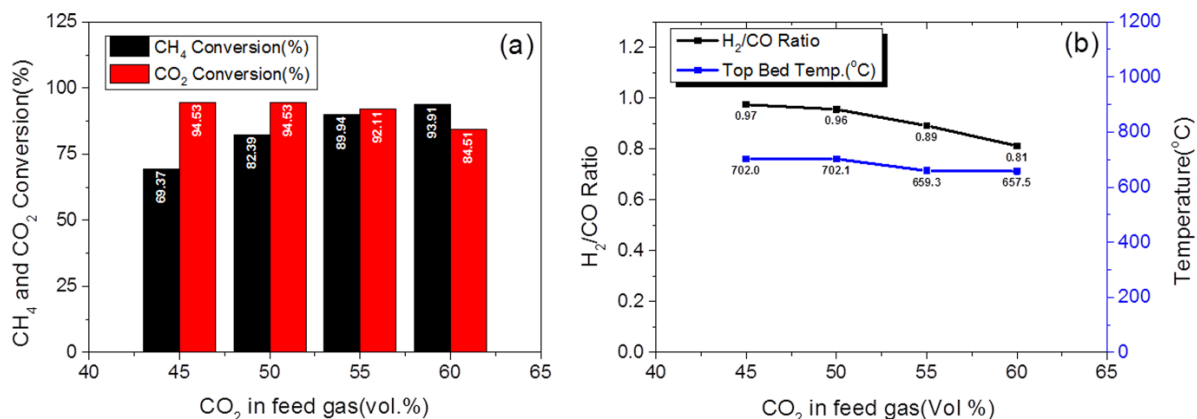 (a)
CH4 Conversion(%)
CO2 Conversion(%)
CH4 and CO2 Conversion(%)
125
100
75
50
25
0
69.37
94.53
82.39
94.53
89.94
92.11
93.91
84.51
40 45 50 55 60 65
CO2 in feed gas(vol.%)
(b)
H2/CO Ratio
Top Bed Temp.(°C)
H2/CO Ratio
1.2
1.0
0.8
0.6
0.4
0.2
0.0
0.97 0.96 0.89 0.81
702.0 702.1 659.3 657.5
1200
1000
800
600
400
200
0
Temperature(°C)
40 45 50 55 60 65
CO2 in feed gas(Vol %)